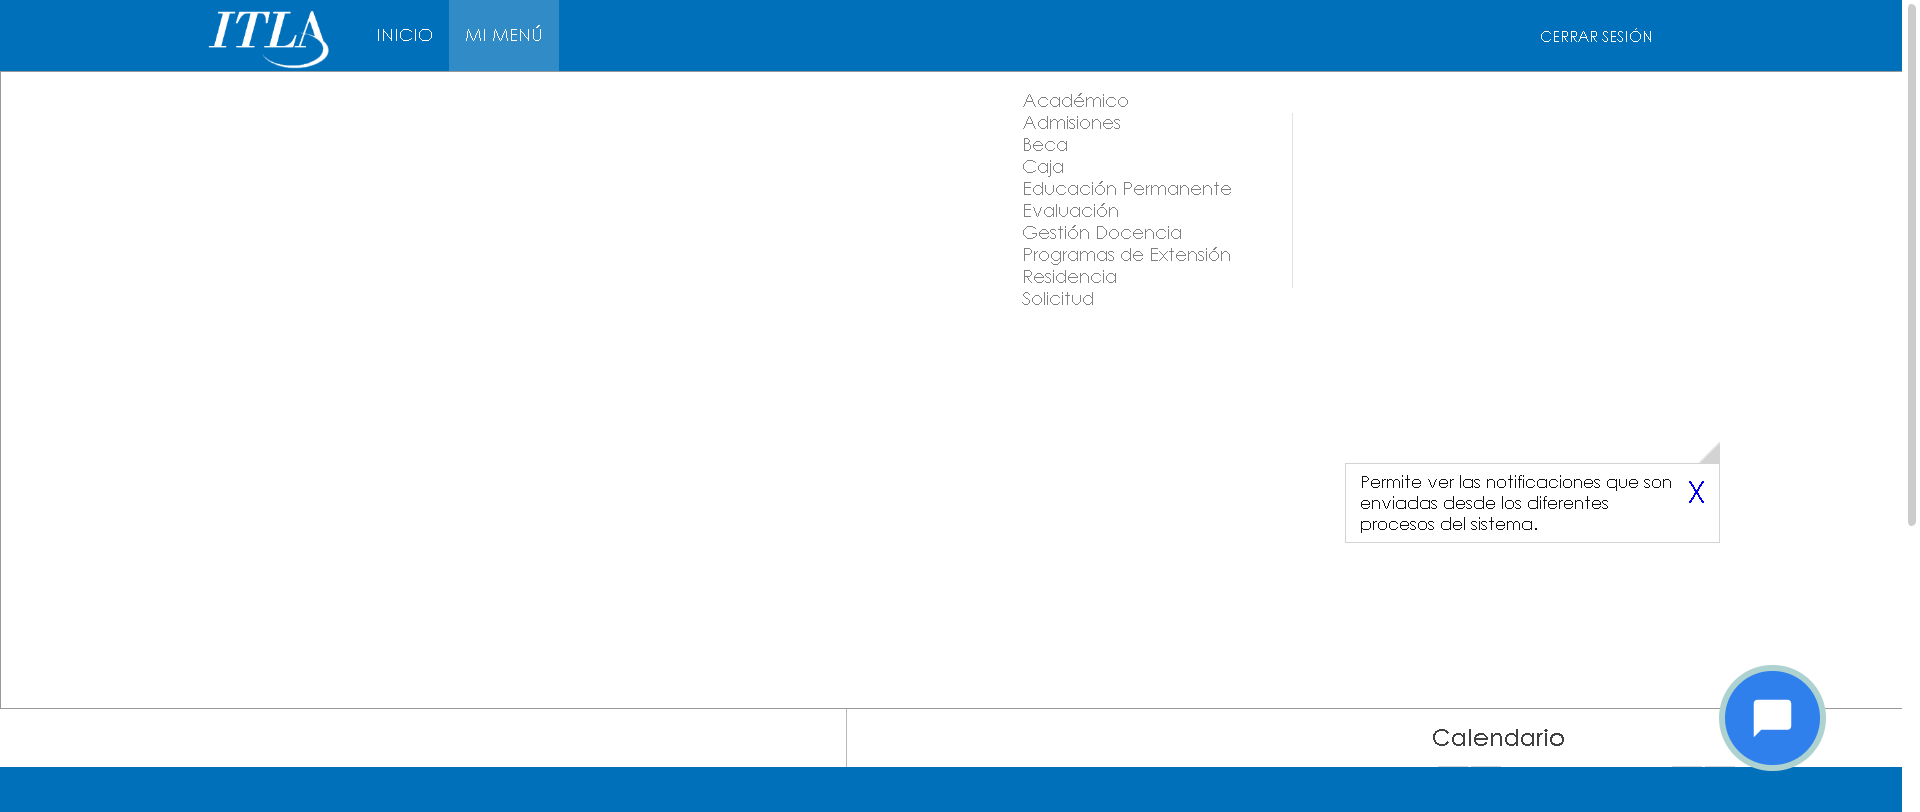 ITLA
INICIO
MI MENÚ
CERRAR SESIÓN
Académico
Admisiones
Beca
Caja
Educación Permanente
Evaluación
Gestión Docencia
Programas de Extensión
Residencia
Solicitud
Permite ver las notificaciones que son
enviadas desde los diferentes
procesos del sistema.
X
Calendario